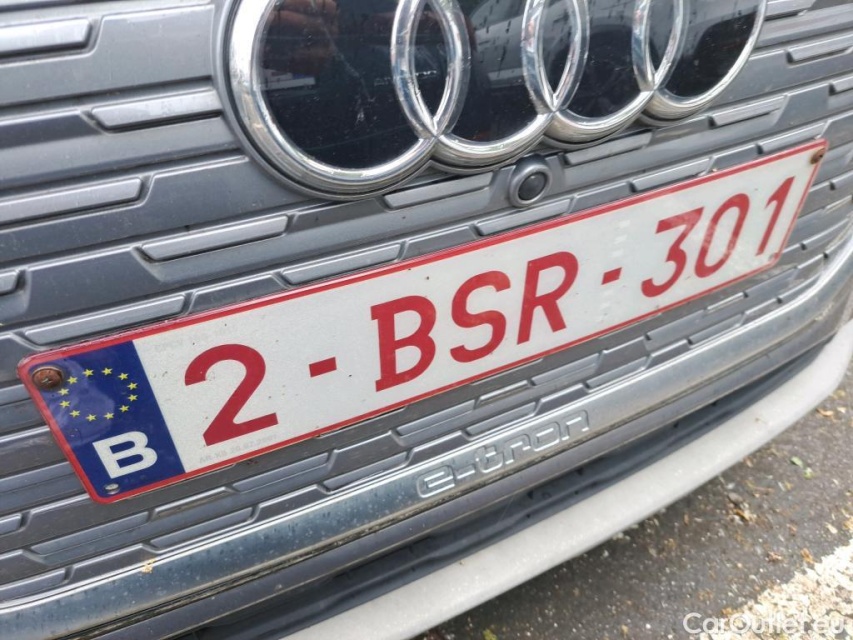 2-BSR-301
B
e-tron
CarOutlet.eu